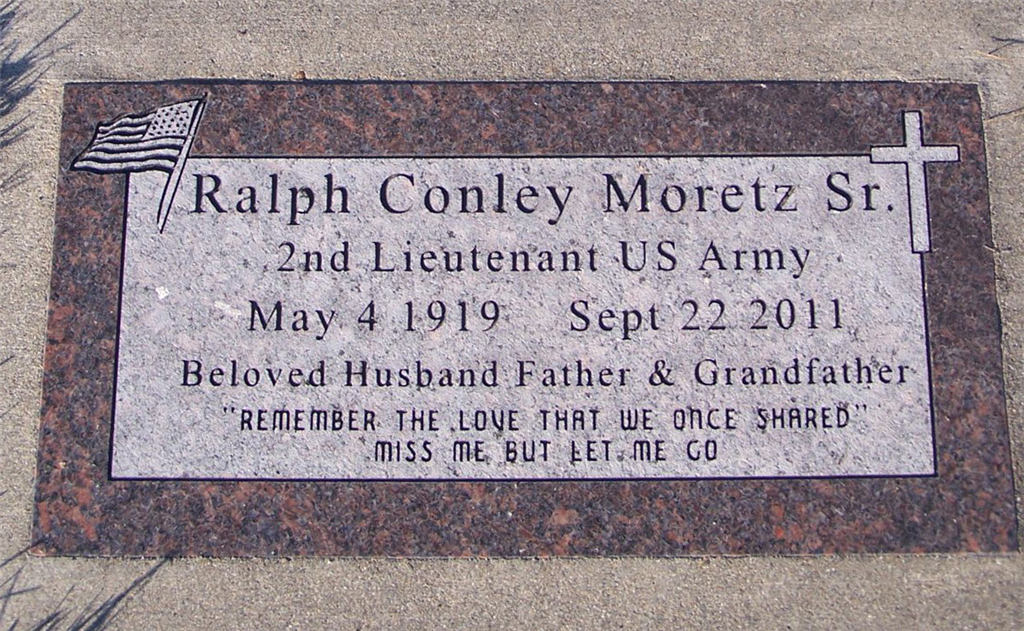 Ralph Conley Moretz Sr.
2nd Lieutenant US Army
May 4 1919 Sept 22 2011
Beloved Husband Father & Grandfather
"REMEMBER THE LOVE THAT WE ONCE SHARED"
MISS ME BUT LET ME GO